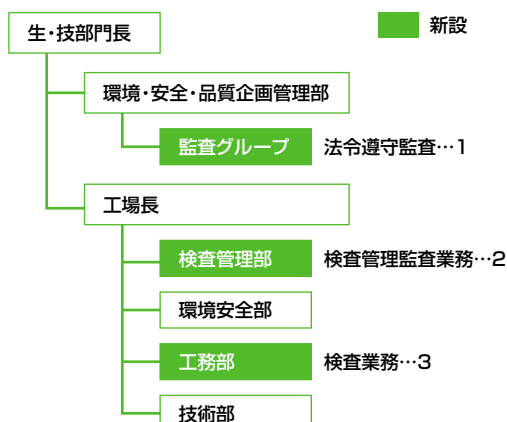 生・技部門長
新設
環境・安全・品質企画管理部
監査グループ 法令遵守監査…1
工場長
検査管理部 検査管理監査業務…2
環境安全部
工務部 検査業務…3
技術部